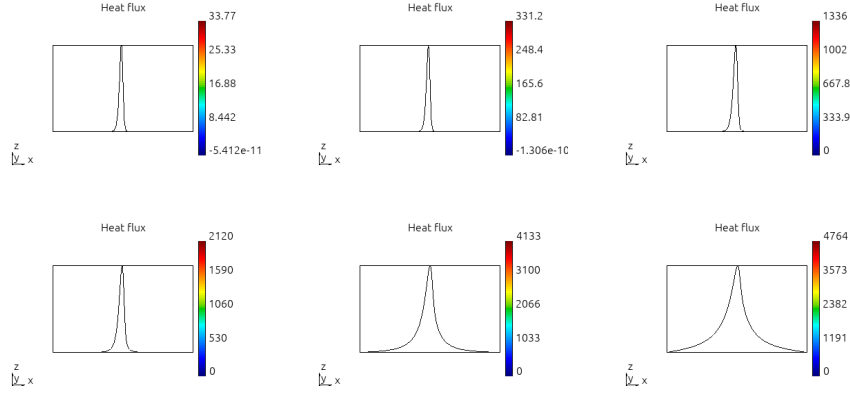 Heat flux
33.77
25.33
16.88
8.442
-5.412e-11
z
y x
Heat flux
331.2
248.4
165.6
82.81
-1.306e-10
z
y x
Heat flux
1336
1002
667.8
333.9
0
z
y x
Heat flux
2120
1590
1060
530
0
z
y x
Heat flux
4133
3100
2066
1033
0
z
y x
Heat flux
4764
3573
2382
1191
0
z
y x